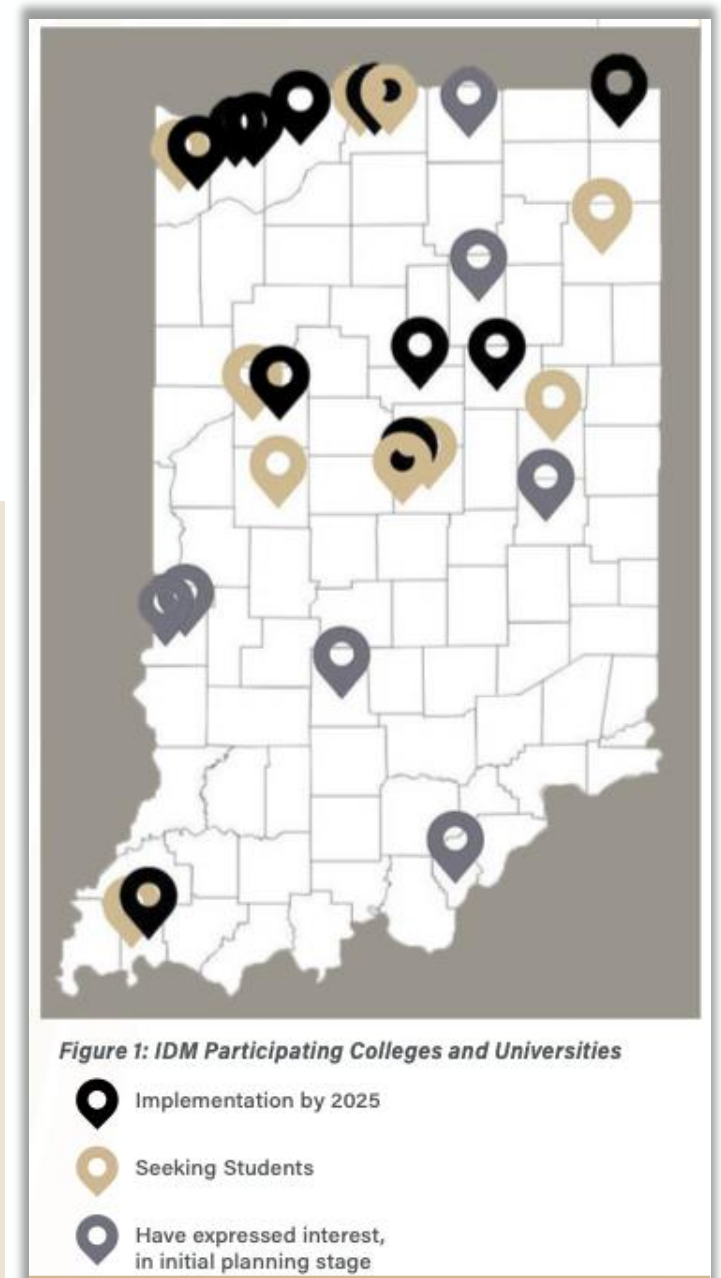 Figure 1: IDM Participating Colleges and Universities
Implementation by 2025
Seeking Students
Have expressed interest,
in initial planning stage